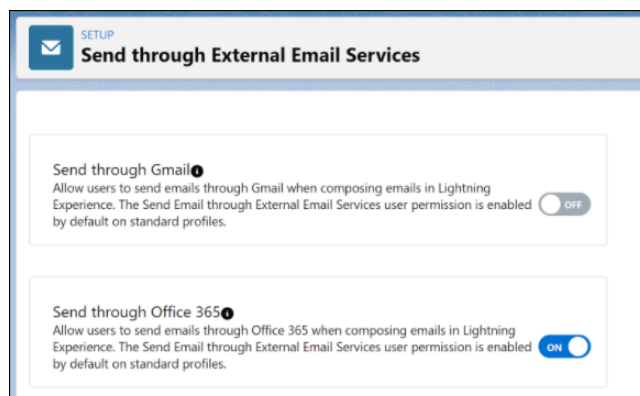 SETUP
Send through External Email Services
Send through Gmail
Allow users to send emails through Gmail when composing emails in Lightning
Experience. The Send Email through External Email Services user permission is enabled
by default on standard profiles.
OFF
Send through Office 365
Allow users to send emails through Office 365 when composing emails in Lightning
Experience. The Send Email through External Email Services user permission is enabled
by default on standard profiles.
ON